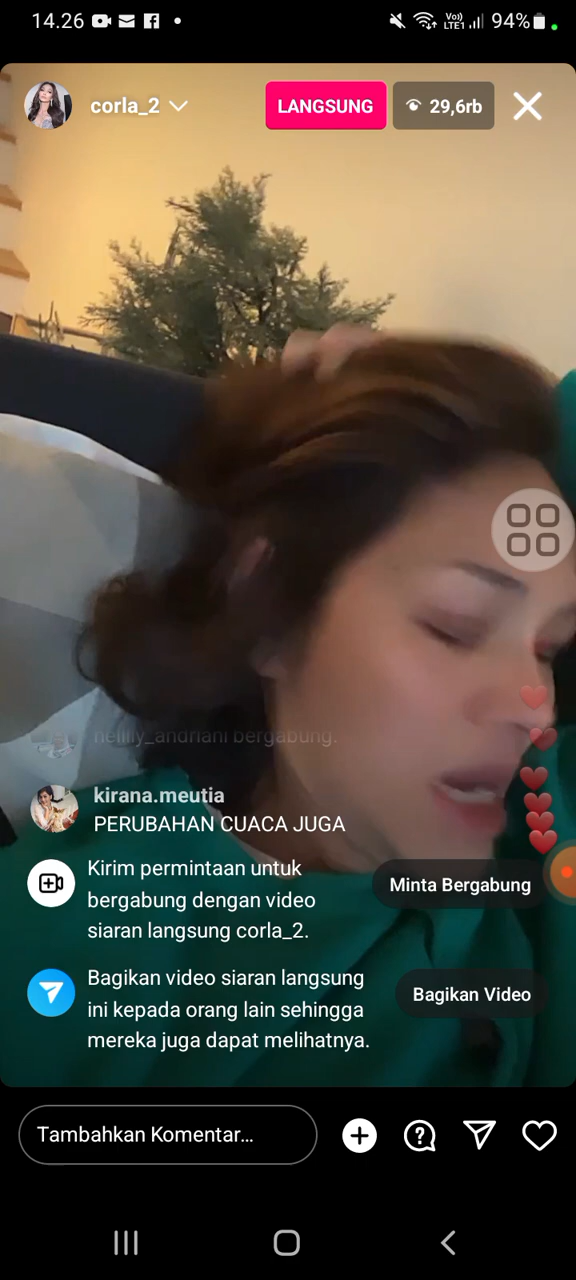 14.26
Vo))
LTE1
94%
corla_2
LANGSUNG
29,6rb
nelilly_andriani bergabung.
kirana.meutia
PERUBAHAN CUACA JUGA
Kirim permintaan untuk
bergabung dengan video
siaran langsung corla_2.
Minta Bergabung
Bagikan video siaran langsung
ini kepada orang lain sehingga
mereka juga dapat melihatnya.
Bagikan Video
Tambahkan Komentar...